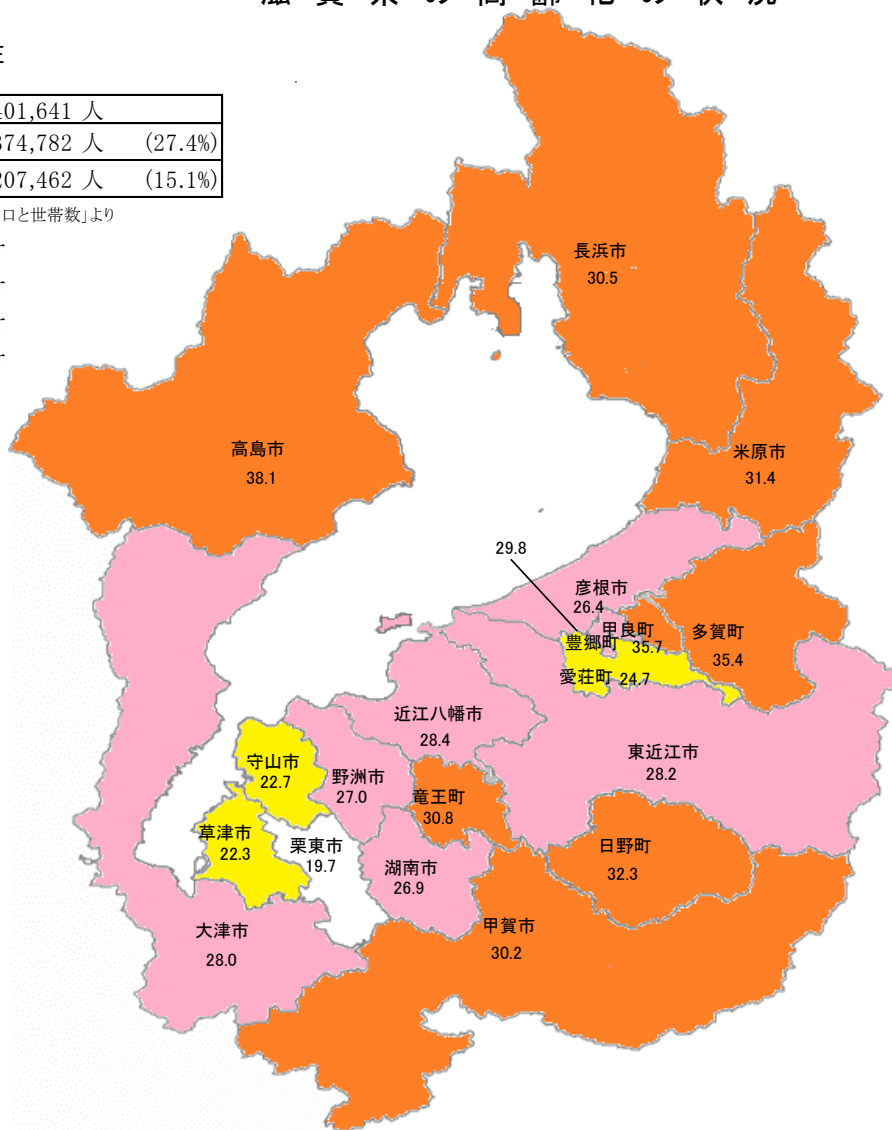 滋賀県の高齢化の状況
401,641 人
374,782 人 (27.4%)
207,462 人 (15.1%)
口と世帯数」より
長浜市
30.5
高島市
38.1
米原市
31.4
29.8
彦根市
26.4
甲良町
35.7
多賀町
35.4
豊郷町
愛荘町 24.7
近江八幡市
28.4
東近江市
28.2
守山市
22.7
野洲市
27.0
竜王町
30.8
草津市
22.3
栗東市
19.7
湖南市
26.9
日野町
32.3
大津市
28.0
甲賀市
30.2